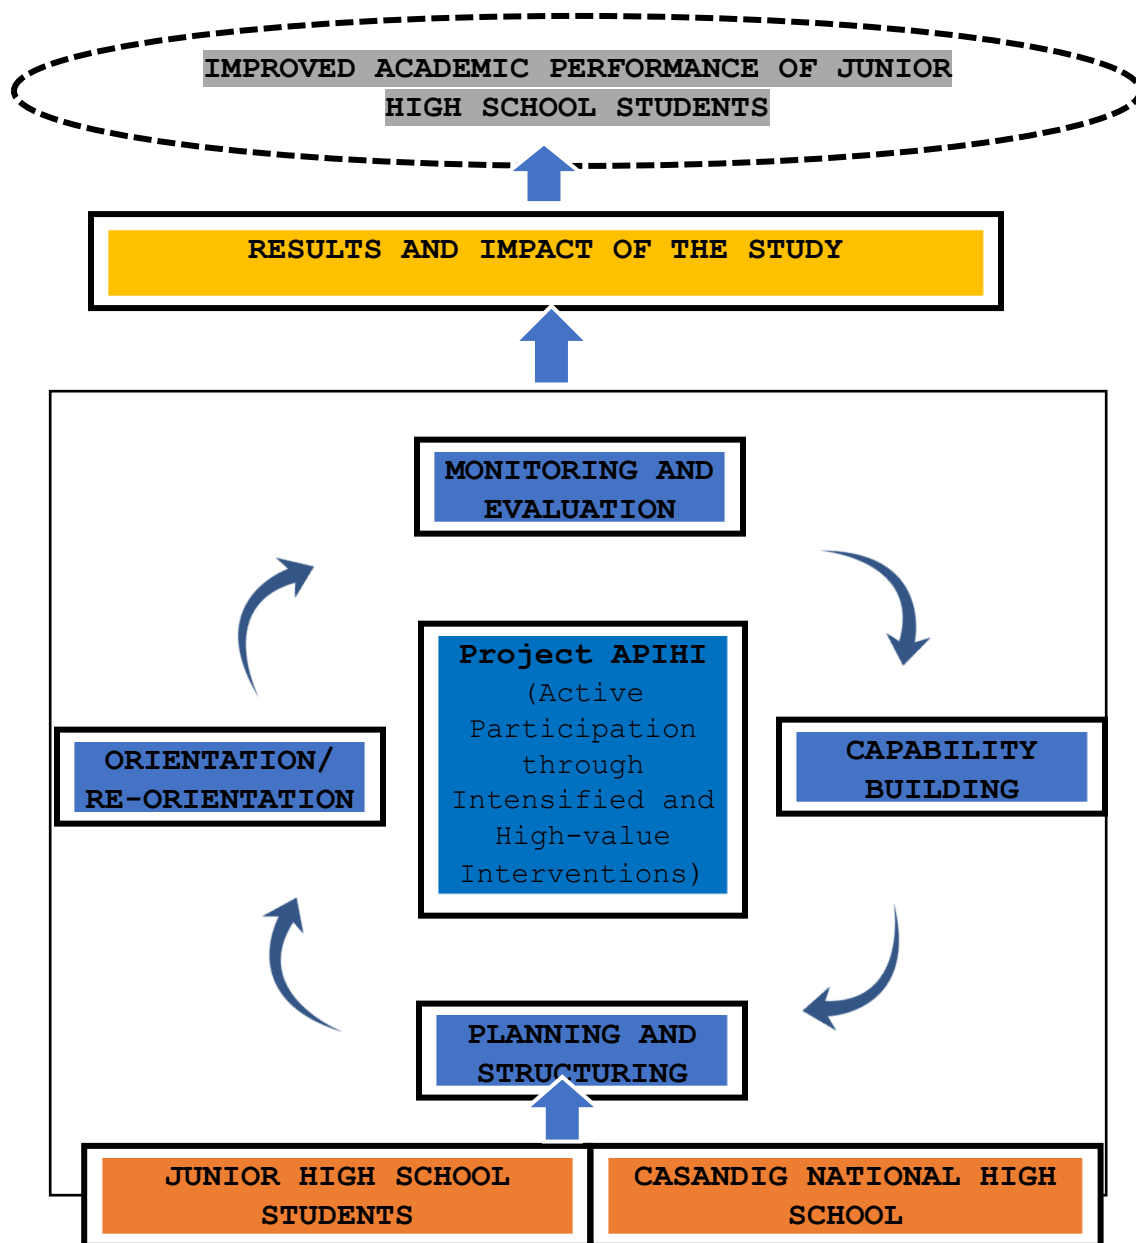 IMPROVED ACADEMIC PERFORMANCE OF JUNIOR
HIGH SCHOOL STUDENTS
RESULTS AND IMPACT OF THE STUDY
MONITORING AND
EVALUATION
Project APIHI
(Active
Participation
through
Intensified and
High-value
Interventions)
ORIENTATION/
RE-ORIENTATION
CAPABILITY
BUILDING
PLANNING AND
STRUCTURING
JUNIOR HIGH SCHOOL
STUDENTS
CASANDIG NATIONAL HIGH
SCHOOL